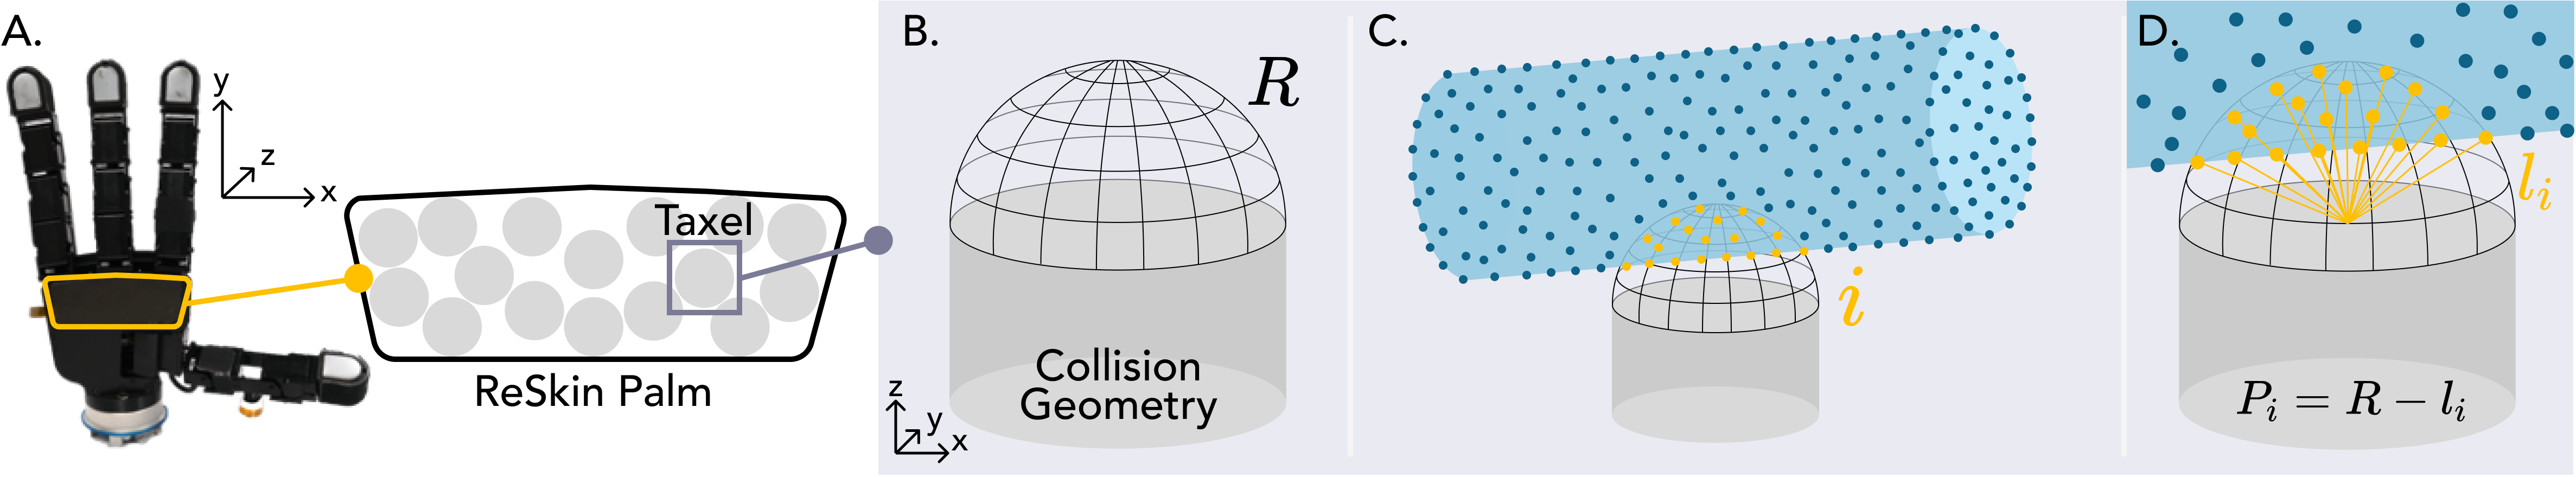 A.
y
z
x
Taxel
ReSkin Palm
B.
R
Collision
Geometry
z
y
x
C.
i
D.
l_i
P_i = R − l_i